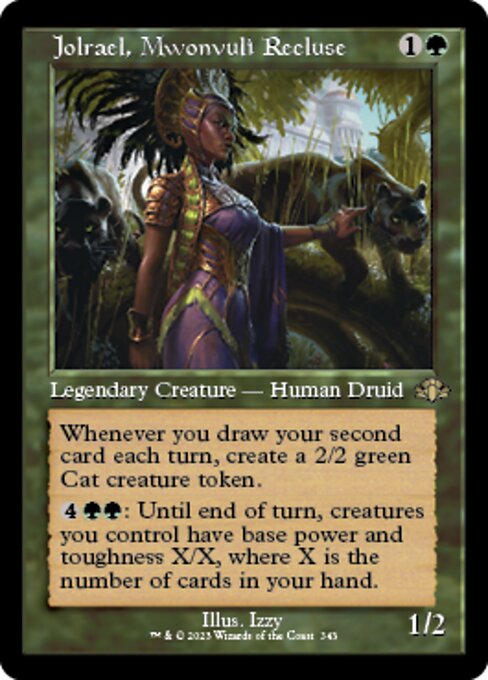 Jolrael, Mwonvuli Recluse 1
Legendary Creature — Human Druid
Whenever you draw your second
card each turn, create a 2/2 green
Cat creature token.
4: Until end of turn, creatures
you control have base power and
toughness X/X, where X is the
number of cards in your hand.
Illus. Izzy
™ & © 2023 Wizards of the Coast 343
1/2